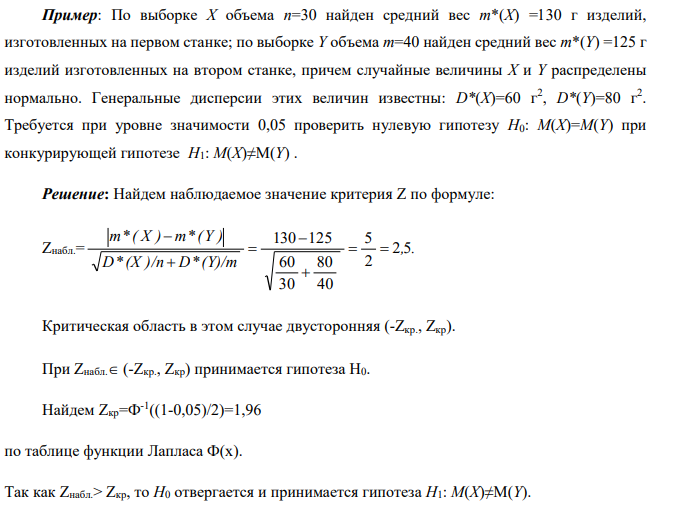 Пример: По выборке X объема n=30 найден средний вес m*(X) =130 г изделий,
изготовленных на первом станке; по выборке Y объема m=40 найден средний вес m*(Y) =125 г
изделий изготовленных на втором станке, причем случайные величины X и Y распределены
нормально. Генеральные дисперсии этих величин известны: D*(X)=60 г², D*(Y)=80 г².
Требуется при уровне значимости 0,05 проверить нулевую гипотезу H₀: M(X)=M(Y) при
конкурирующей гипотезе H₁: M(X)≠M(Y) .
Решение: Найдем наблюдаемое значение критерия Z по формуле:
Zнабл.= |m*( X ) − m*(Y )| / √(D*(X )/n + D*(Y)/m) = (130 − 125) / √(60/30 + 80/40) = 5/2 = 2,5.
Критическая область в этом случае двусторонняя (-Zкр., Zкр).
При Zнабл.∈ (-Zкр., Zкр) принимается гипотеза H₀.
Найдем Zкр=Ф⁻¹((1-0,05)/2)=1,96
по таблице функции Лапласа Ф(x).
Так как Zнабл.> Zкр, то H₀ отвергается и принимается гипотеза H₁: M(X)≠M(Y).